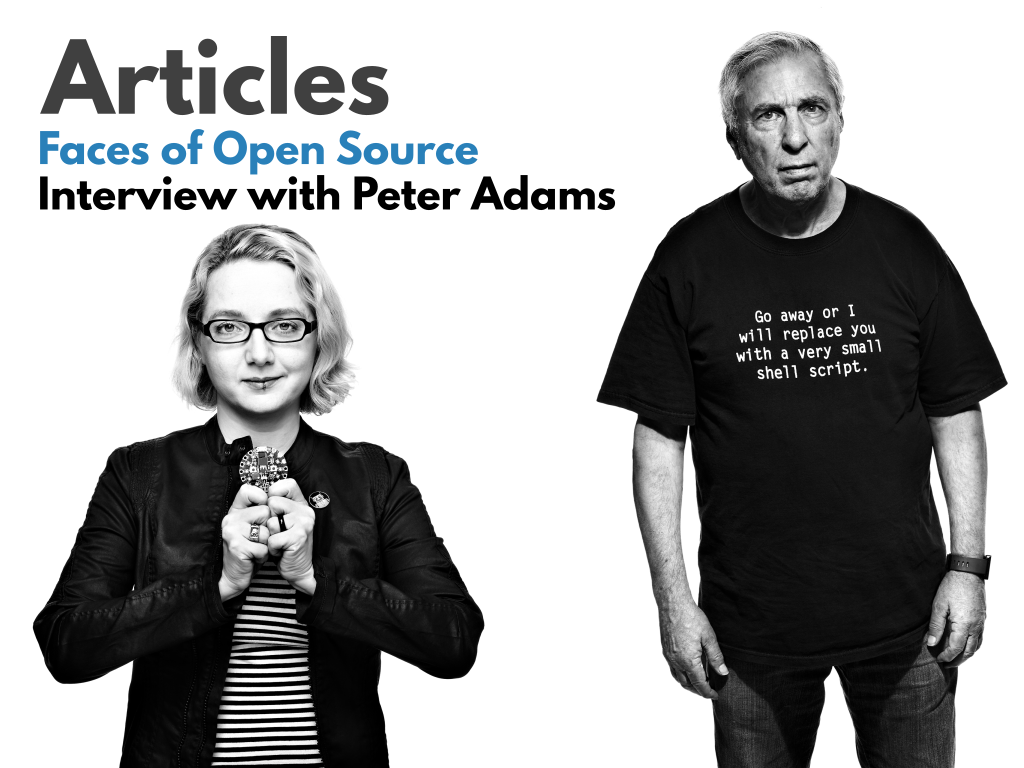 Articles
Faces of Open Source
Interview with Peter Adams
Go away or I
will replace you
with a very small
shell script.